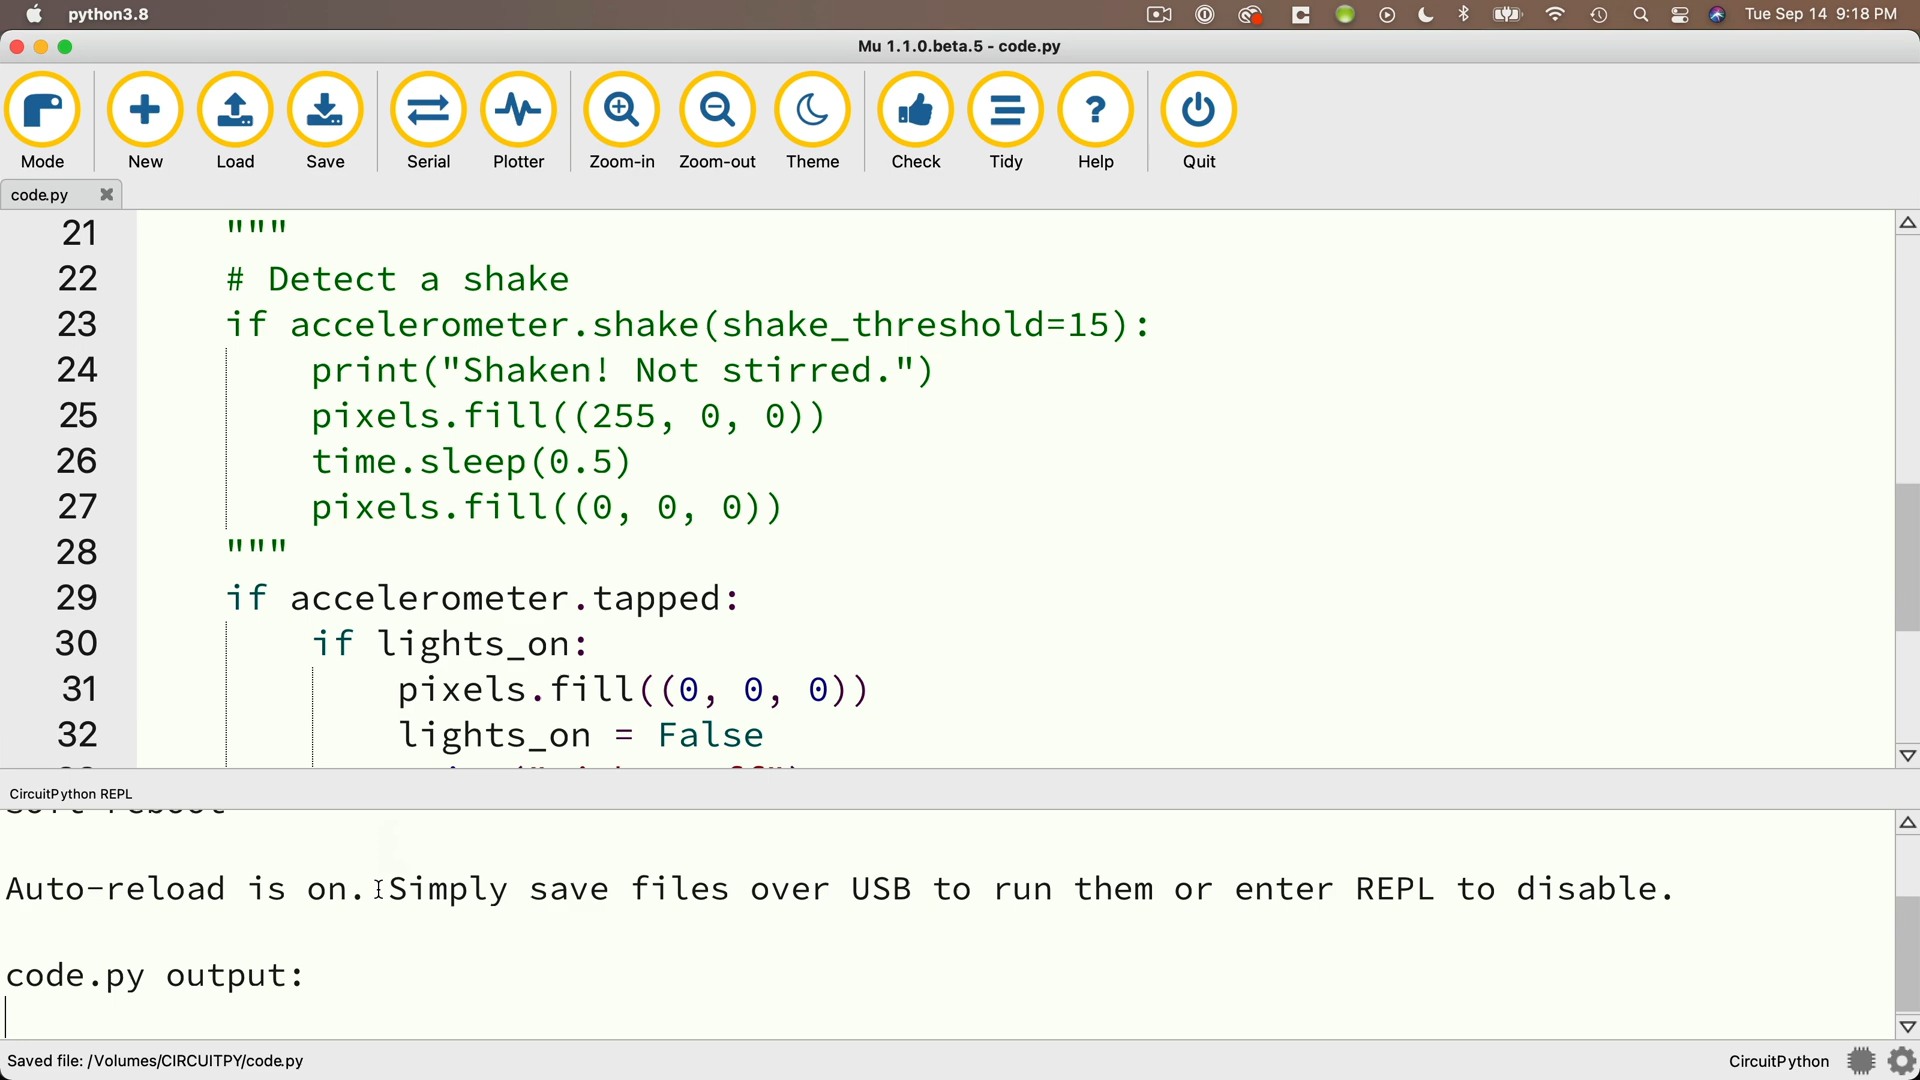 python3.8
Tue Sep 14 9:18 PM
Mu 1.1.0.beta.5 - code.py
Mode New Load Save Serial Plotter Zoom-in Zoom-out Theme Check Tidy Help Quit
code.py
21 """
22 # Detect a shake
23 if accelerometer.shake(shake_threshold=15):
24 print("Shaken! Not stirred.")
25 pixels.fill((255, 0, 0))
26 time.sleep(0.5)
27 pixels.fill((0, 0, 0))
28 """
29 if accelerometer.tapped:
30 if lights_on:
31 pixels.fill((0, 0, 0))
32 lights_on = False
CircuitPython REPL
Auto-reload is on. Simply save files over USB to run them or enter REPL to disable.
code.py output:
Saved file: /Volumes/CIRCUITPY/code.py
CircuitPython